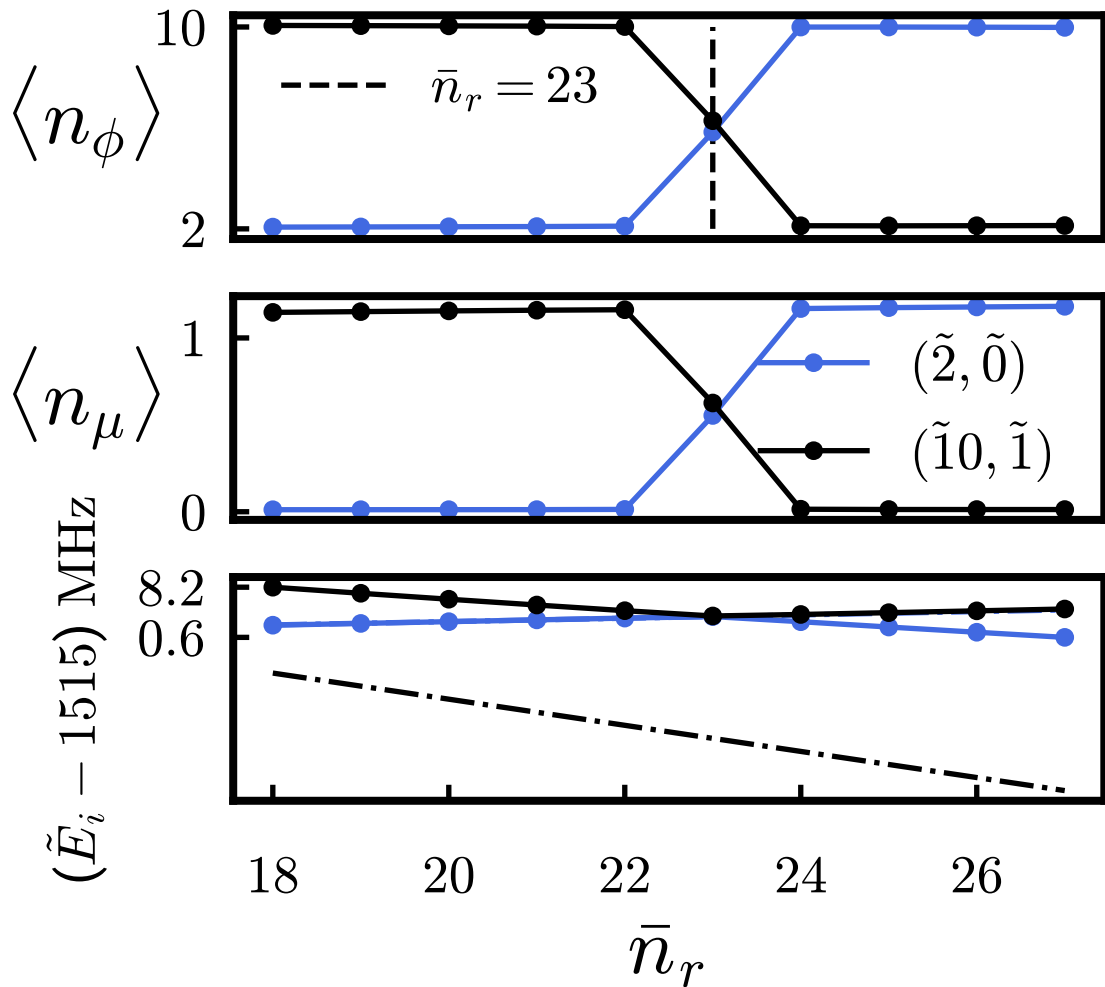 10
⟨n_ϕ⟩
n̄_r = 23
2
1
⟨n_μ⟩
(2̃, 0̃)
(1̃0, 1̃)
0
(Ẽ_i − 1515) MHz
8.2
0.6
18 20 22 24 26
n̄_r